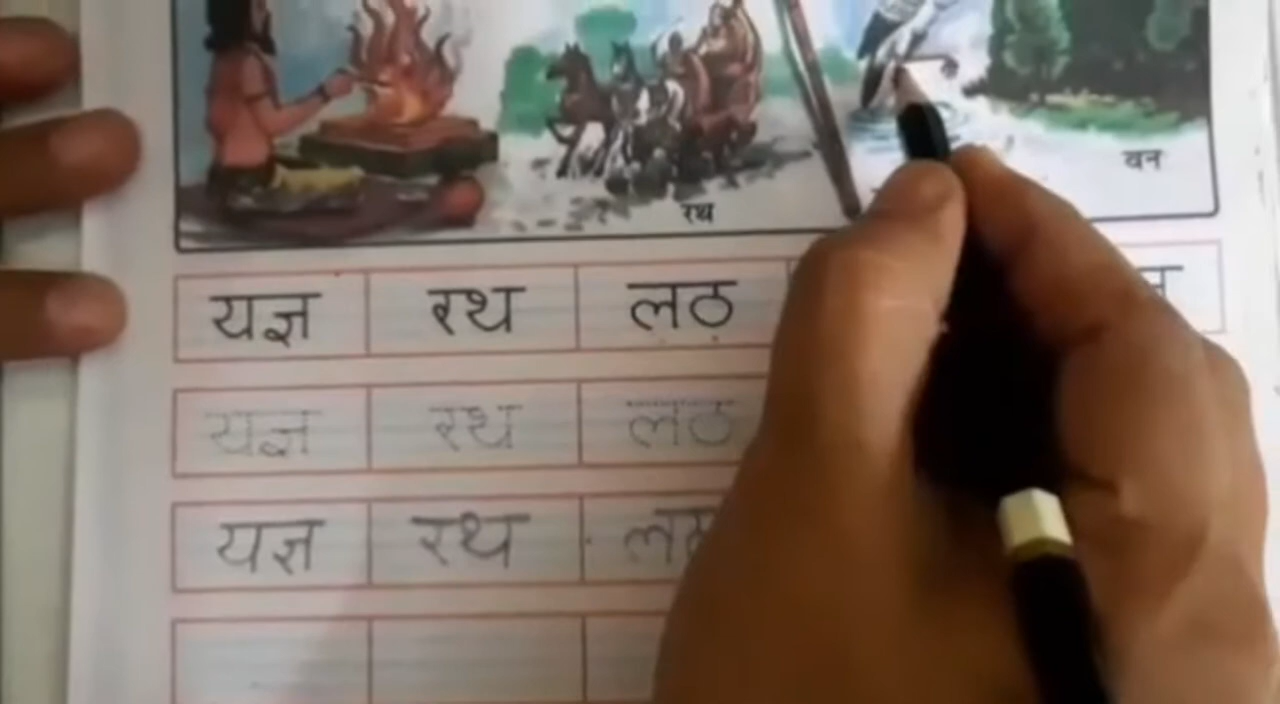 वन
रथ
यज्ञ रथ लठ
यज्ञ रथ लठ
यज्ञ रथ